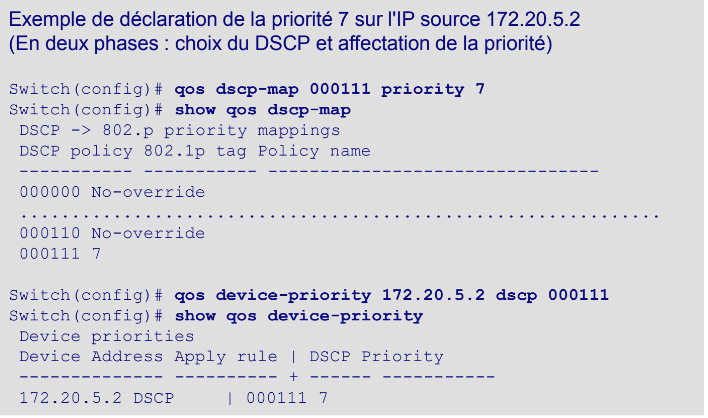 Exemple de déclaration de la priorité 7 sur l'IP source 172.20.5.2
(En deux phases : choix du DSCP et affectation de la priorité)
Switch(config)# qos dscp-map 000111 priority 7
Switch(config)# show qos dscp-map
DSCP -> 802.p priority mappings
DSCP policy 802.1p tag Policy name
----------- ----------- --------------------------------
000000 No-override
..............................................................
000110 No-override
000111 7
Switch(config)# qos device-priority 172.20.5.2 dscp 000111
Switch(config)# show qos device-priority
Device priorities
Device Address Apply rule | DSCP Priority
-------------- ---------- + ------ -----------
172.20.5.2 DSCP     | 000111 7